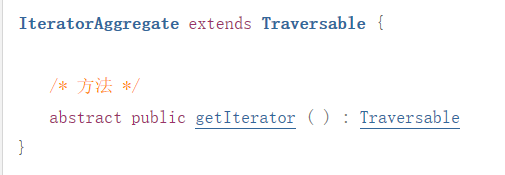 IteratorAggregate extends Traversable {
/* 方法 */
abstract public getIterator ( ) : Traversable
}